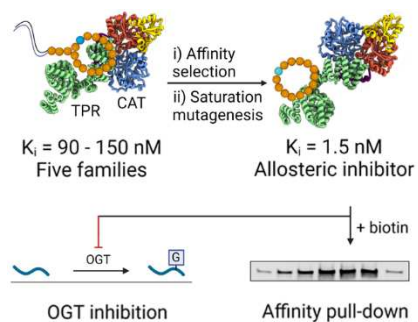 TPR CAT
i) Affinity
selection
ii) Saturation
mutagenesis
Kᵢ = 90 - 150 nM
Five families
Kᵢ = 1.5 nM
Allosteric inhibitor
+ biotin
OGT
G
OGT inhibition
Affinity pull-down